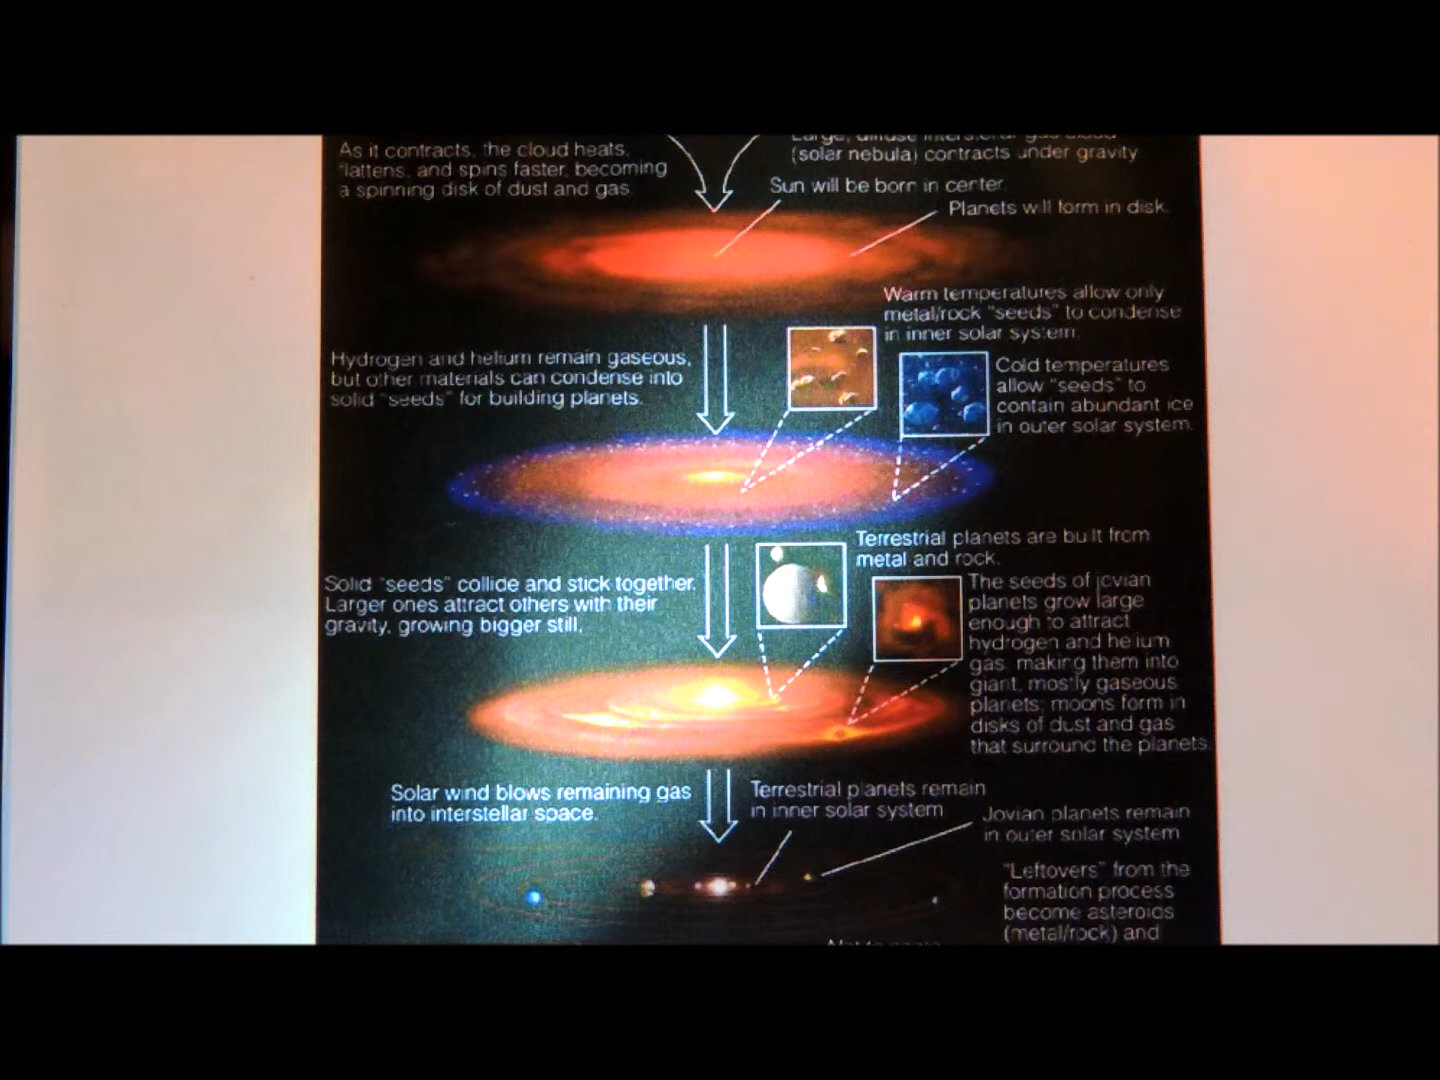 Large, diffuse interstellar gas cloud
(solar nebula) contracts under gravity
As it contracts, the cloud heats,
flattens, and spins faster, becoming
a spinning disk of dust and gas
Sun will be born in center.
Planets will form in disk.
Warm temperatures allow only
metal/rock "seeds" to condense
in inner solar system.
Hydrogen and helium remain gaseous,
but other materials can condense into
solid "seeds" for building planets.
Cold temperatures
allow "seeds" to
contain abundant ice
in outer solar system.
Terrestrial planets are built from
metal and rock.
Solid "seeds" collide and stick together.
Larger ones attract others with their
gravity, growing bigger still.
The seeds of jovian
planets grow large
enough to attract
hydrogen and helium
gas, making them into
giant, mostly gaseous
planets; moons form in
disks of dust and gas
that surround the planets.
Solar wind blows remaining gas
into interstellar space.
Terrestrial planets remain
in inner solar system
Jovian planets remain
in outer solar system
"Leftovers" from the
formation process
become asteroids
(metal/rock) and